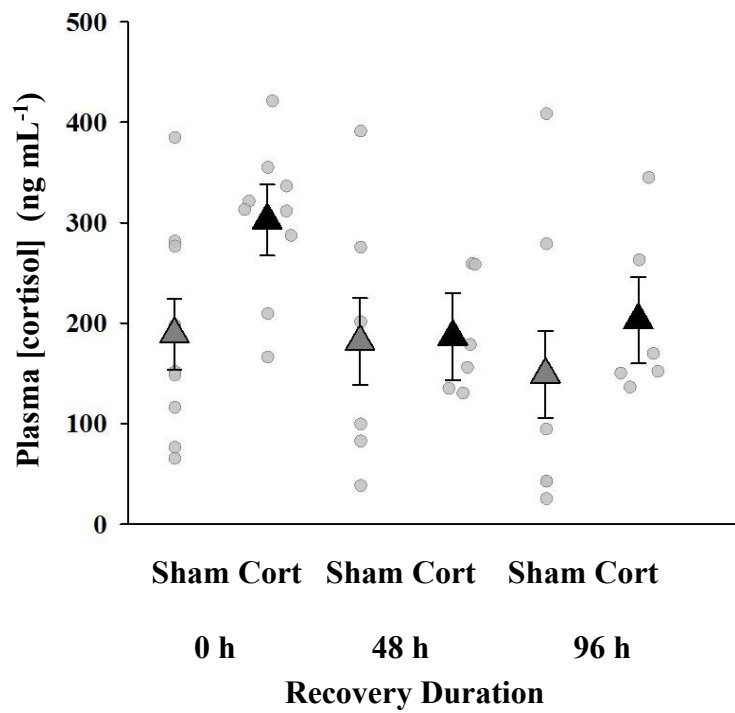 Plasma [cortisol] (ng mL-1)
500
400
300
200
100
0
Sham Cort Sham Cort Sham Cort
0 h 48 h 96 h
Recovery Duration